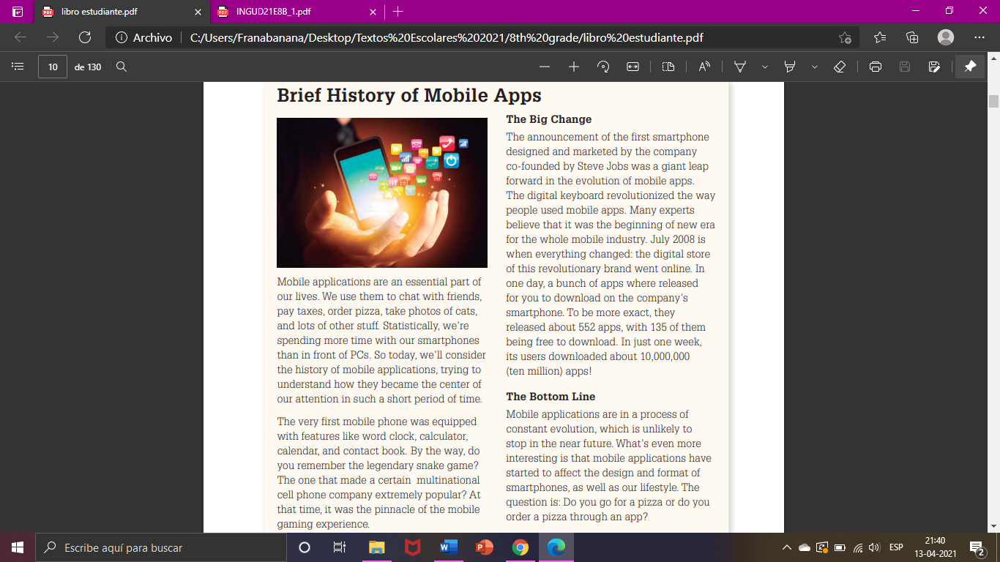 libro estudiante.pdf
INGUD21E8B_1.pdf
Archivo
C:/Users/Franabanana/Desktop/Textos%20Escolares%202021/8th%20grade/libro%20estudiante.pdf
10
de 130
Brief History of Mobile Apps
Mobile applications are an essential part of
our lives. We use them to chat with friends,
pay taxes, order pizza, take photos of cats,
and lots of other stuff. Statistically, we're
spending more time with our smartphones
than in front of PCs. So today, we'll consider
the history of mobile applications, trying to
understand how they became the center of
our attention in such a short period of time.
The very first mobile phone was equipped
with features like word clock, calculator,
calendar, and contact book. By the way, do
you remember the legendary snake game?
The one that made a certain multinational
cell phone company extremely popular? At
that time, it was the pinnacle of the mobile
gaming experience.
The Big Change
The announcement of the first smartphone
designed and marketed by the company
co-founded by Steve Jobs was a giant leap
forward in the evolution of mobile apps.
The digital keyboard revolutionized the way
people used mobile apps. Many experts
believe that it was the beginning of new era
for the whole mobile industry. July 2008 is
when everything changed: the digital store
of this revolutionary brand went online. In
one day, a bunch of apps where released
for you to download on the company's
smartphone. To be more exact, they
released about 552 apps, with 135 of them
being free to download. In just one week,
its users downloaded about 10,000,000
(ten million) apps!
The Bottom Line
Mobile applications are in a process of
constant evolution, which is unlikely to
stop in the near future. What's even more
interesting is that mobile applications have
started to affect the design and format of
smartphones, as well as our lifestyle. The
question is: Do you go for a pizza or do you
order a pizza through an app?
Escribe aquí para buscar
ESP
21:40
13-04-2021
2